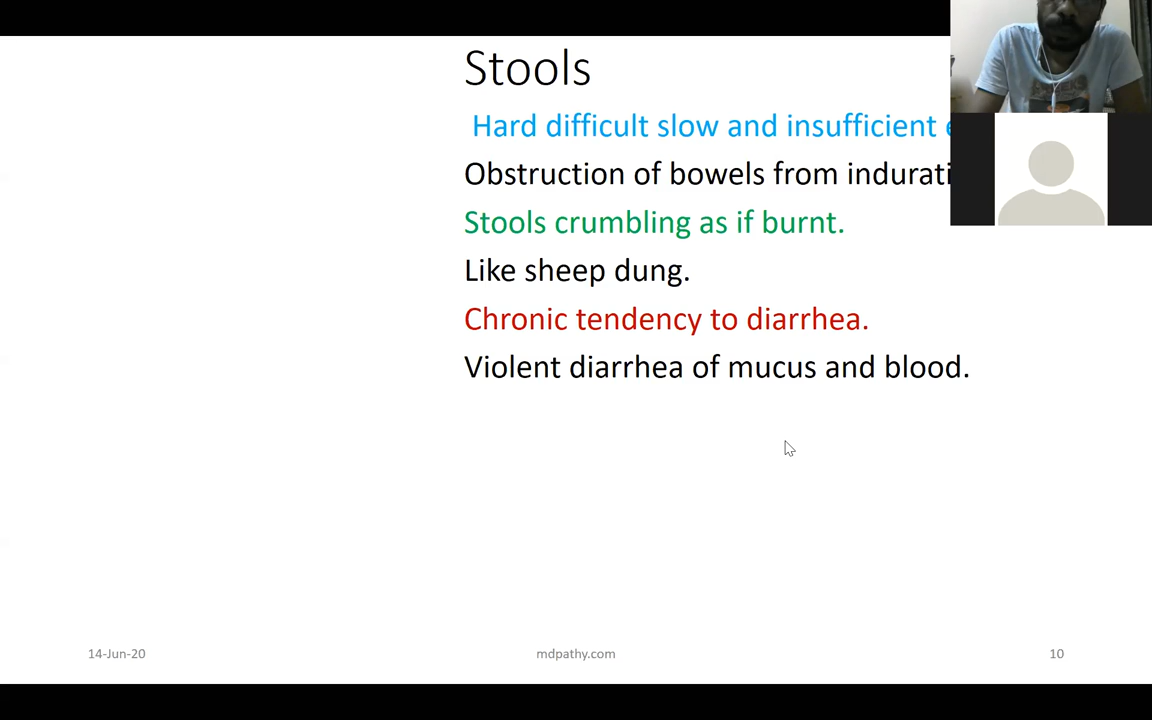 Stools
Hard difficult slow and insufficient
Obstruction of bowels from
Stools crumbling as if burnt.
Like sheep dung.
Chronic tendency to diarrhea.
Violent diarrhea of mucus and blood.
14-Jun-20
mdpathy.com
10